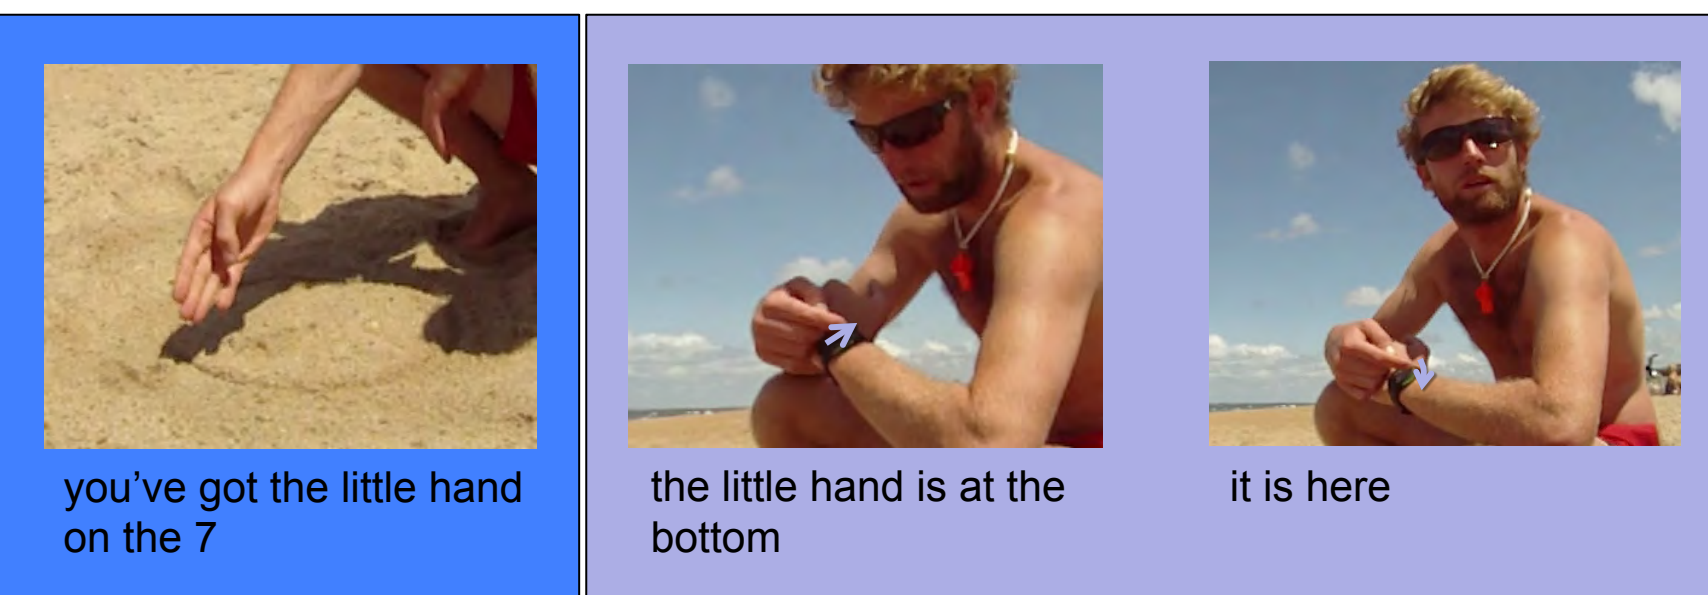 you've got the little hand
on the 7
the little hand is at the
bottom
it is here